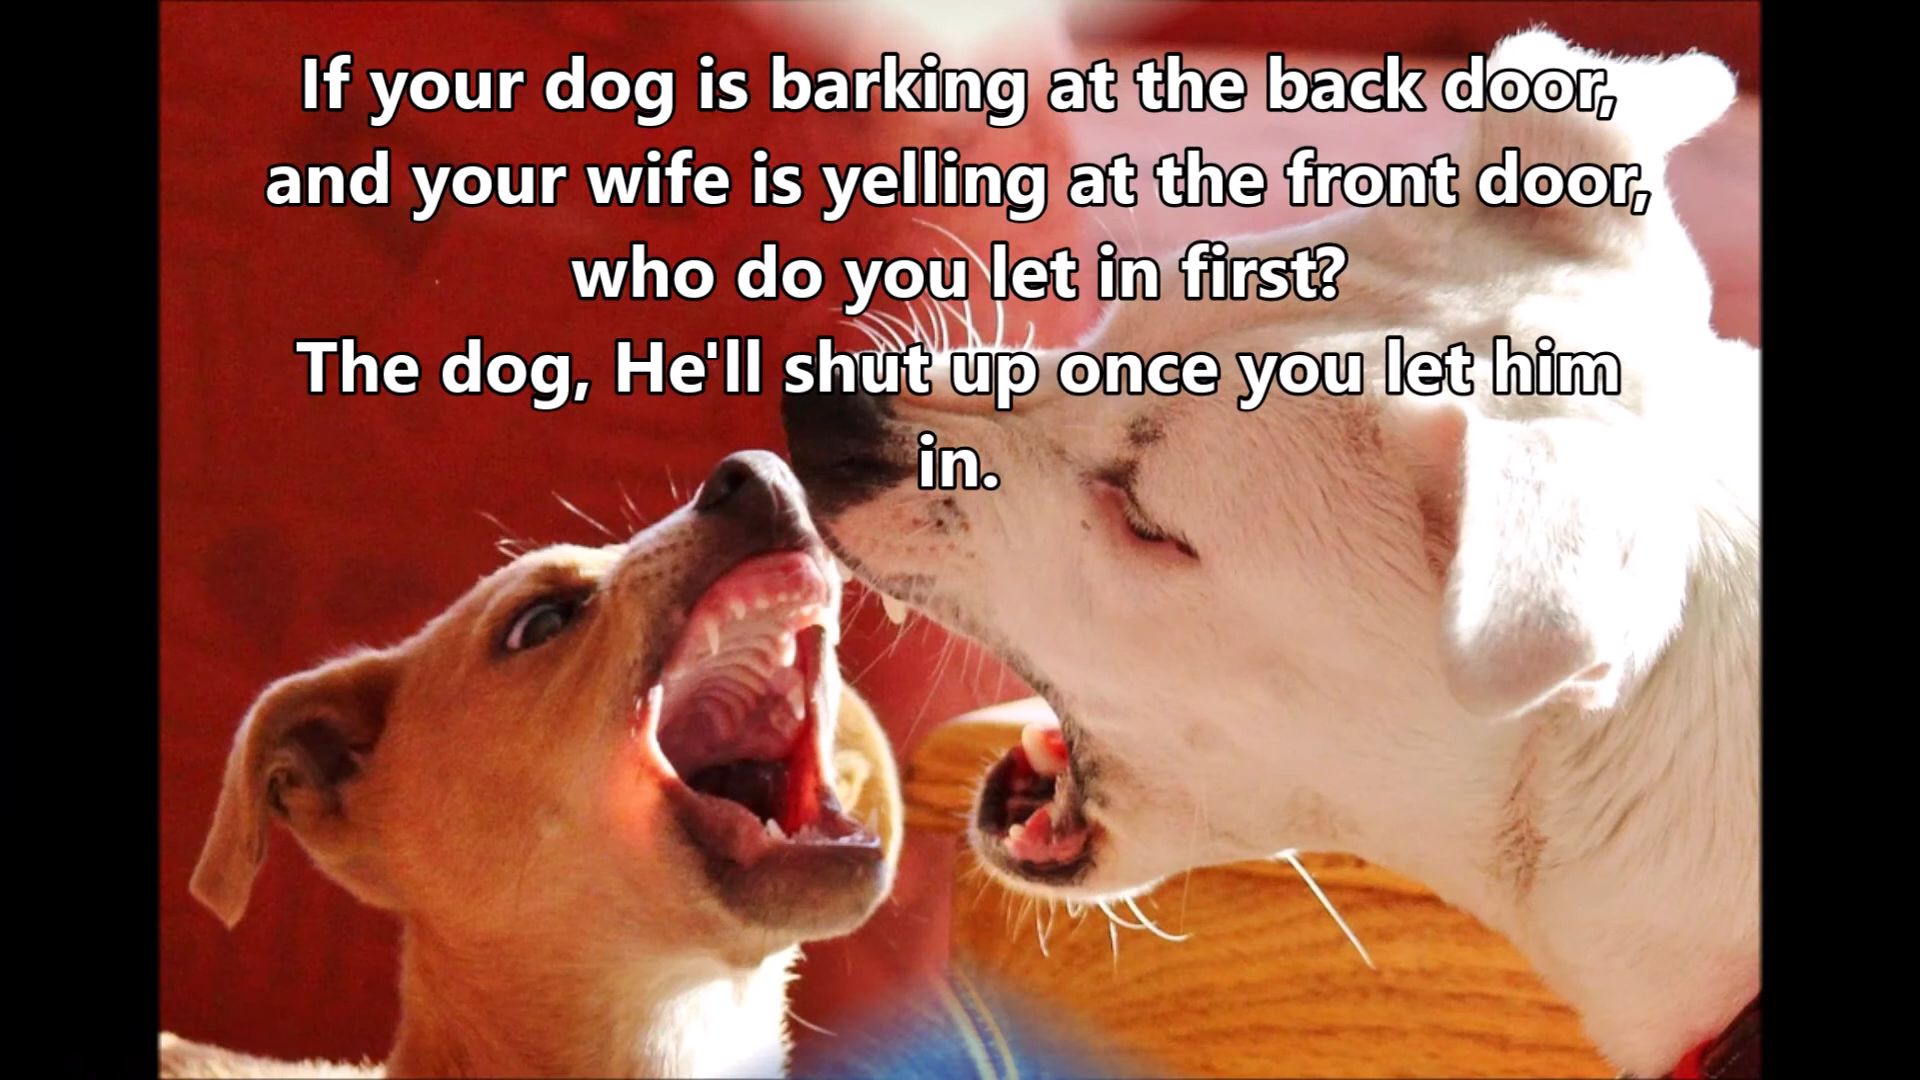 If your dog is barking at the back door,
and your wife is yelling at the front door,
who do you let in first?
The dog, He'll shut up once you let him
in.